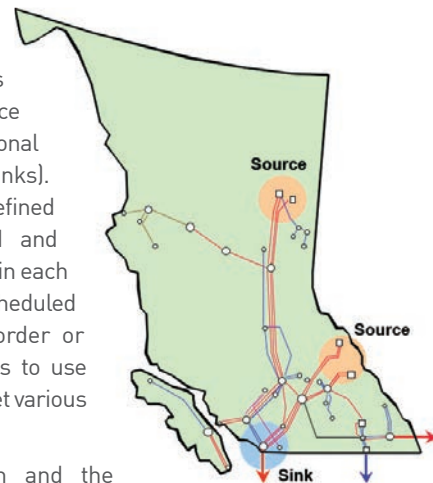 s
ce
onal
nks).
efined
d and
in each
heduled
order or
s to use
et various
n and the
Source
Source
Sink